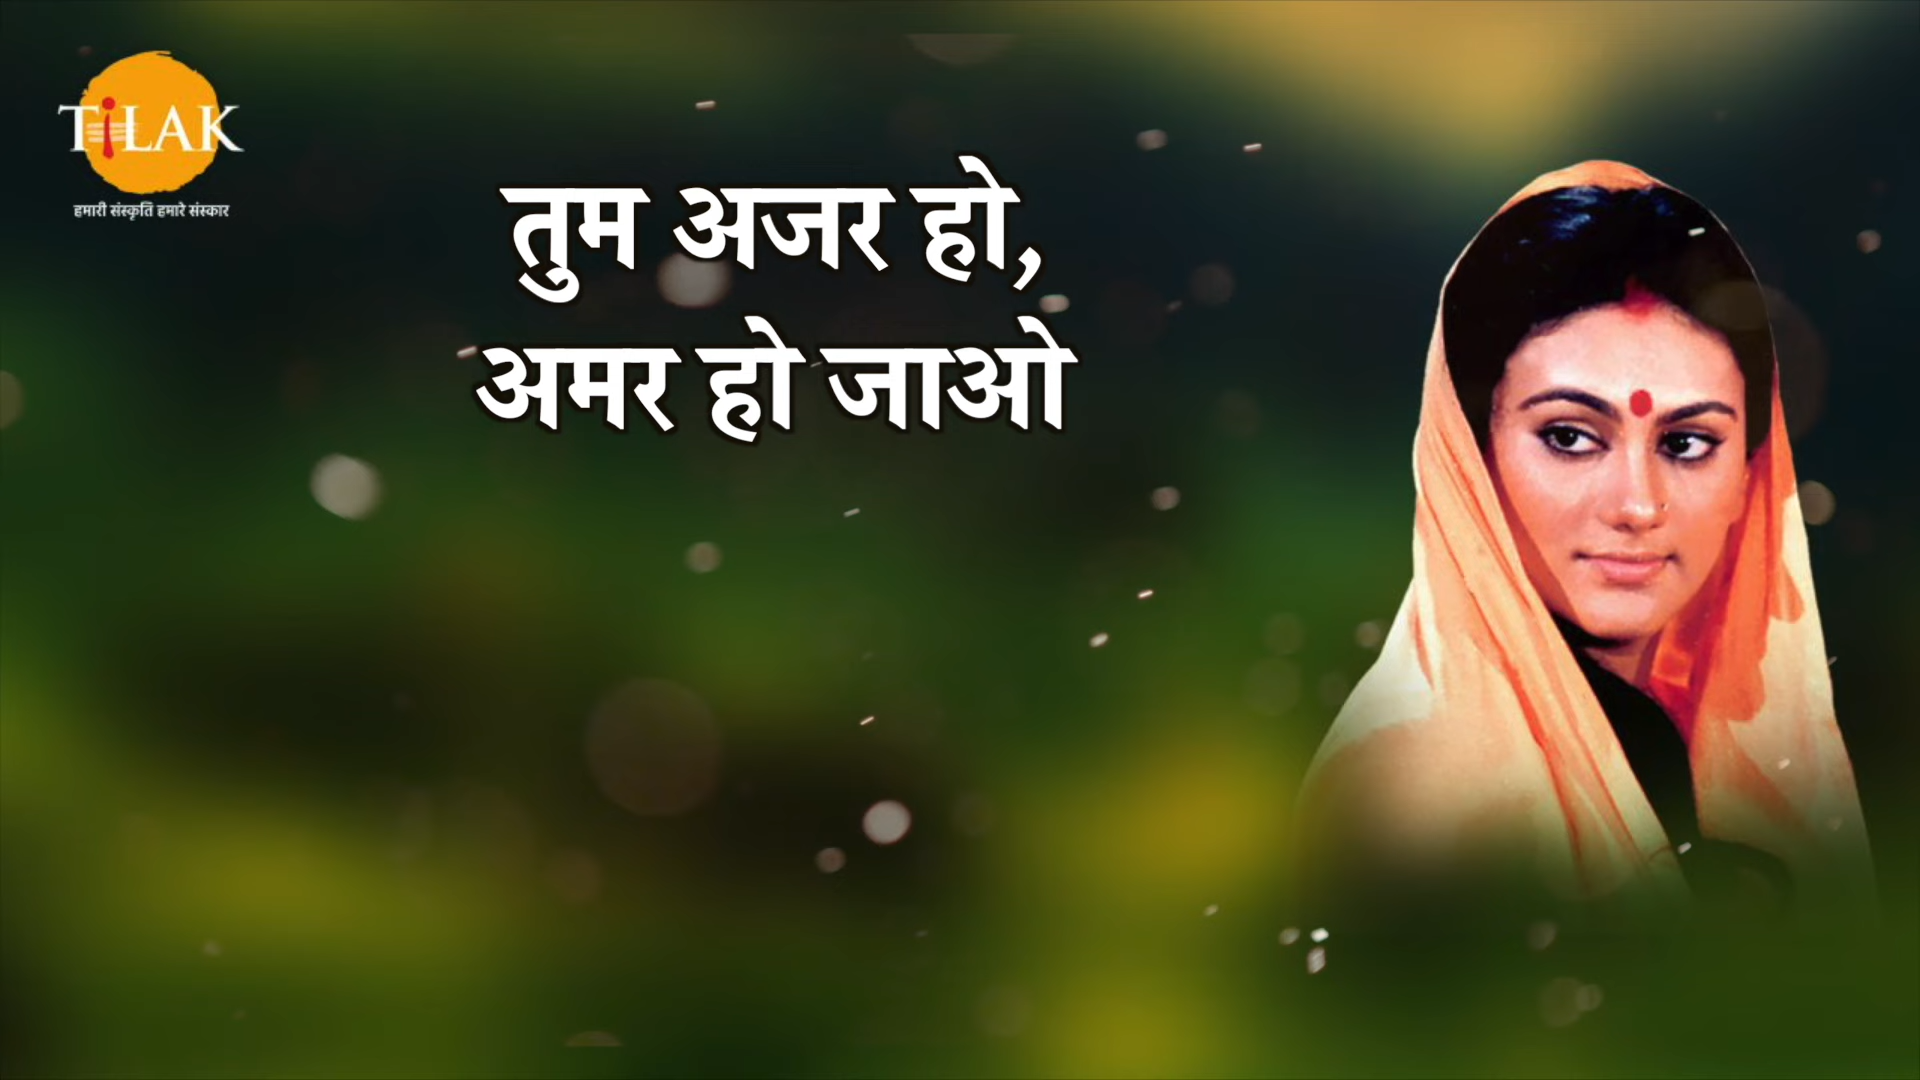 TiLAK
हमारी संस्कृति हमारे संस्कार
तुम अजर हो,
अमर हो जाओ